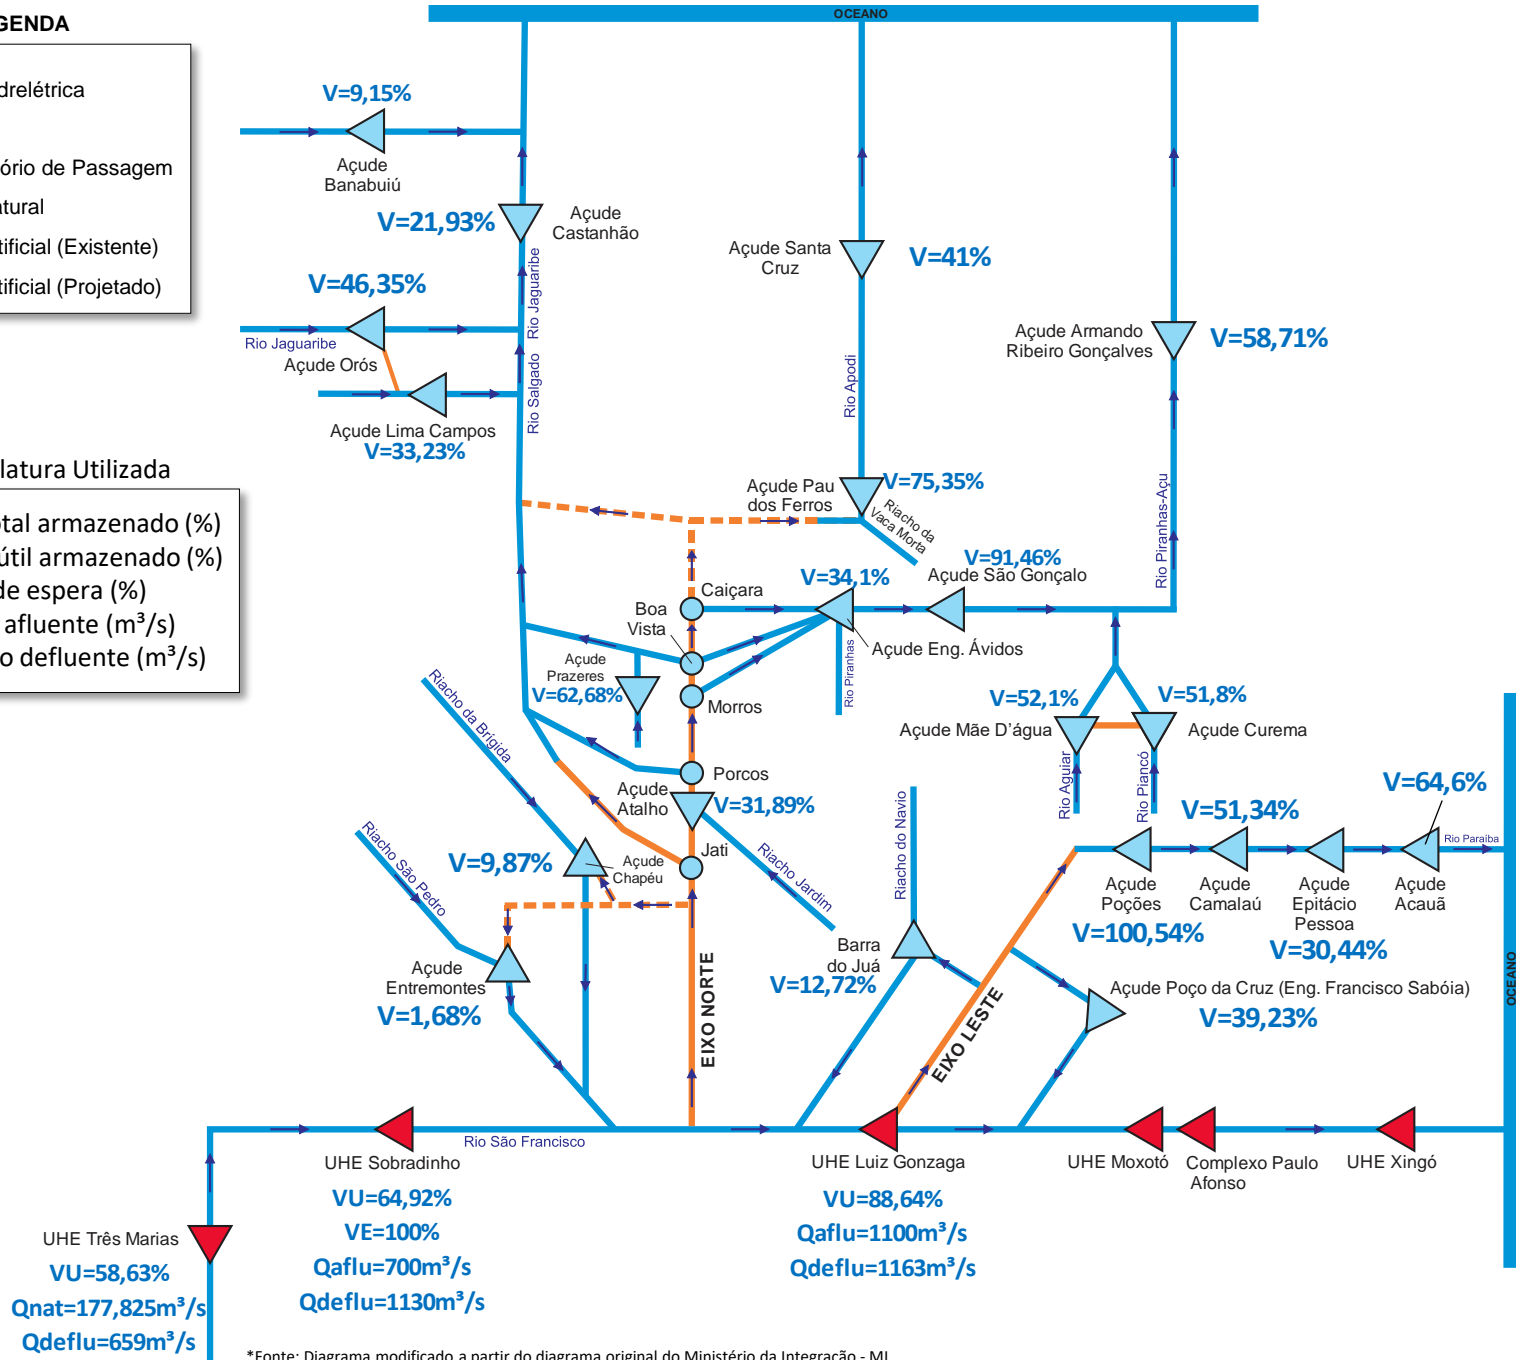 GENDA
drelétrica
ório de Passagem
atural
tificial (Existente)
tificial (Projetado)
latura Utilizada
otal armazenado (%)
útil armazenado (%)
de espera (%)
afluente (m³/s)
o defluente (m³/s)
OCEANO
V=9,15%
Açude
Banabuiú
V=21,93%
Açude
Castanhão
V=46,35%
Rio Jaguaribe
Açude Orós
Rio Jaguaribe
Rio Salgado
Açude Lima Campos
V=33,23%
Açude Santa
Cruz
V=41%
Rio Apodi
Açude Armando
Ribeiro Gonçalves
V=58,71%
Rio Piranhas-Açu
Açude Pau
dos Ferros
V=75,35%
Riacho da
Vaca Morta
V=91,46%
Açude São Gonçalo
V=34,1%
Açude Eng. Ávidos
Rio Piranhas
Caiçara
Boa
Vista
Morros
Açude
Prazeres
V=62,68%
Porcos
Açude
Atalho
V=31,89%
Jati
Riacho Jardim
Riacho da Brígida
Riacho São Pedro
V=9,87%
Açude
Chapéu
Açude
Entremontes
V=1,68%
EIXO NORTE
V=52,1%
Açude Mãe D'água
V=51,8%
Açude Curema
Rio Aguiar
Rio Piancó
V=64,6%
V=51,34%
Rio Paraíba
Açude
Poções
Açude
Camalaú
Açude
Epitácio
Pessoa
Açude
Acauã
V=100,54%
V=30,44%
Riacho do Navio
Barra
do Juá
V=12,72%
EIXO LESTE
Açude Poço da Cruz (Eng. Francisco Sabóia)
V=39,23%
OCEANO
Rio São Francisco
UHE Sobradinho
VU=64,92%
VE=100%
Qaflu=700m³/s
Qdeflu=1130m³/s
UHE Luiz Gonzaga
VU=88,64%
Qaflu=1100m³/s
Qdeflu=1163m³/s
UHE Moxotó
Complexo Paulo
Afonso
UHE Xingó
UHE Três Marias
VU=58,63%
Qnat=177,825m³/s
Qdeflu=659m³/s
*Fonte: Diagrama modificado a partir do diagrama original do Ministério da Integração - MI